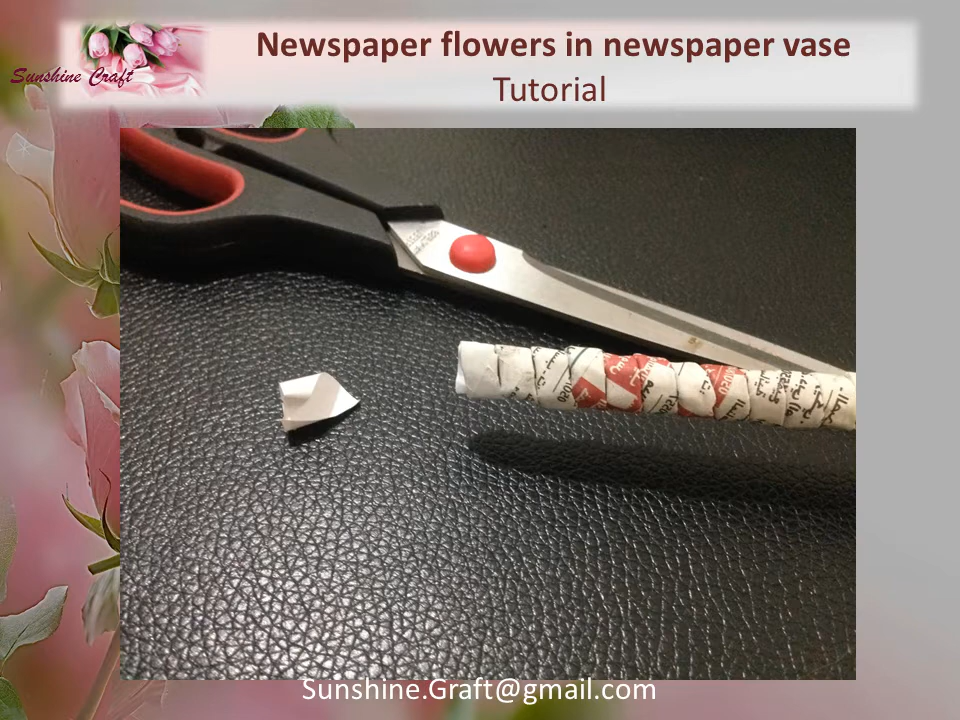 Newspaper flowers in newspaper vase
Sunshine Craft
Tutorial
Sunshine.Graft@gmail.com